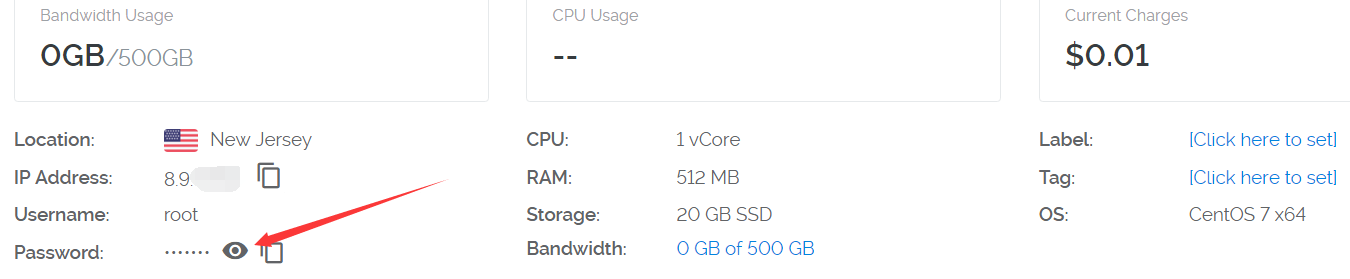 Bandwidth Usage
0GB/500GB
CPU Usage
--
Current Charges
$0.01
Location: New Jersey
IP Address: 8.9.
Username: root
Password: ·······
CPU: 1 vCore
RAM: 512 MB
Storage: 20 GB SSD
Bandwidth: 0 GB of 500 GB
Label: [Click here to set]
Tag: [Click here to set]
OS: CentOS 7 x64